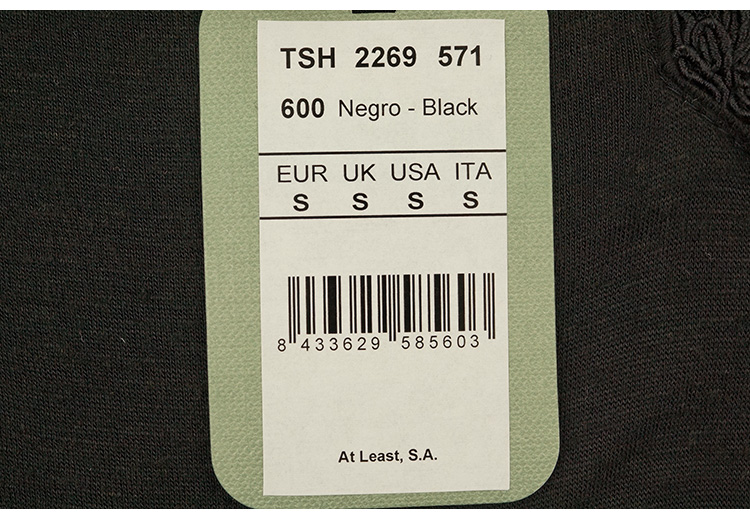 TSH 2269 571
600 Negro - Black
EUR UK USA ITA
S S S S
8 433629 585603
At Least, S.A.